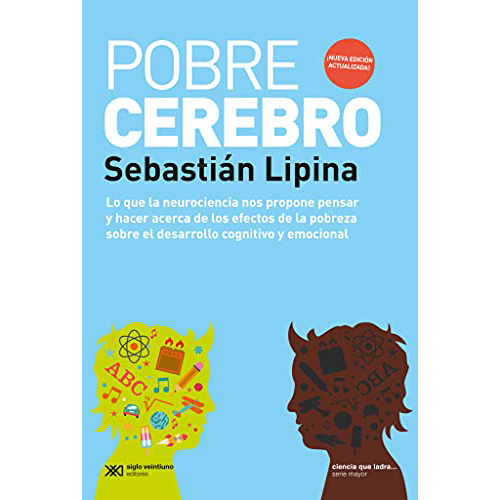 POBRE
¡NUEVA EDICIÓN
ACTUALIZADA!
CEREBRO
Sebastián Lipina
Lo que la neurociencia nos propone pensar
y hacer acerca de los efectos de la pobreza
sobre el desarrollo cognitivo y emocional
ABC
ABC
siglo veintiuno
editores
ciencia que ladra...
serie mayor